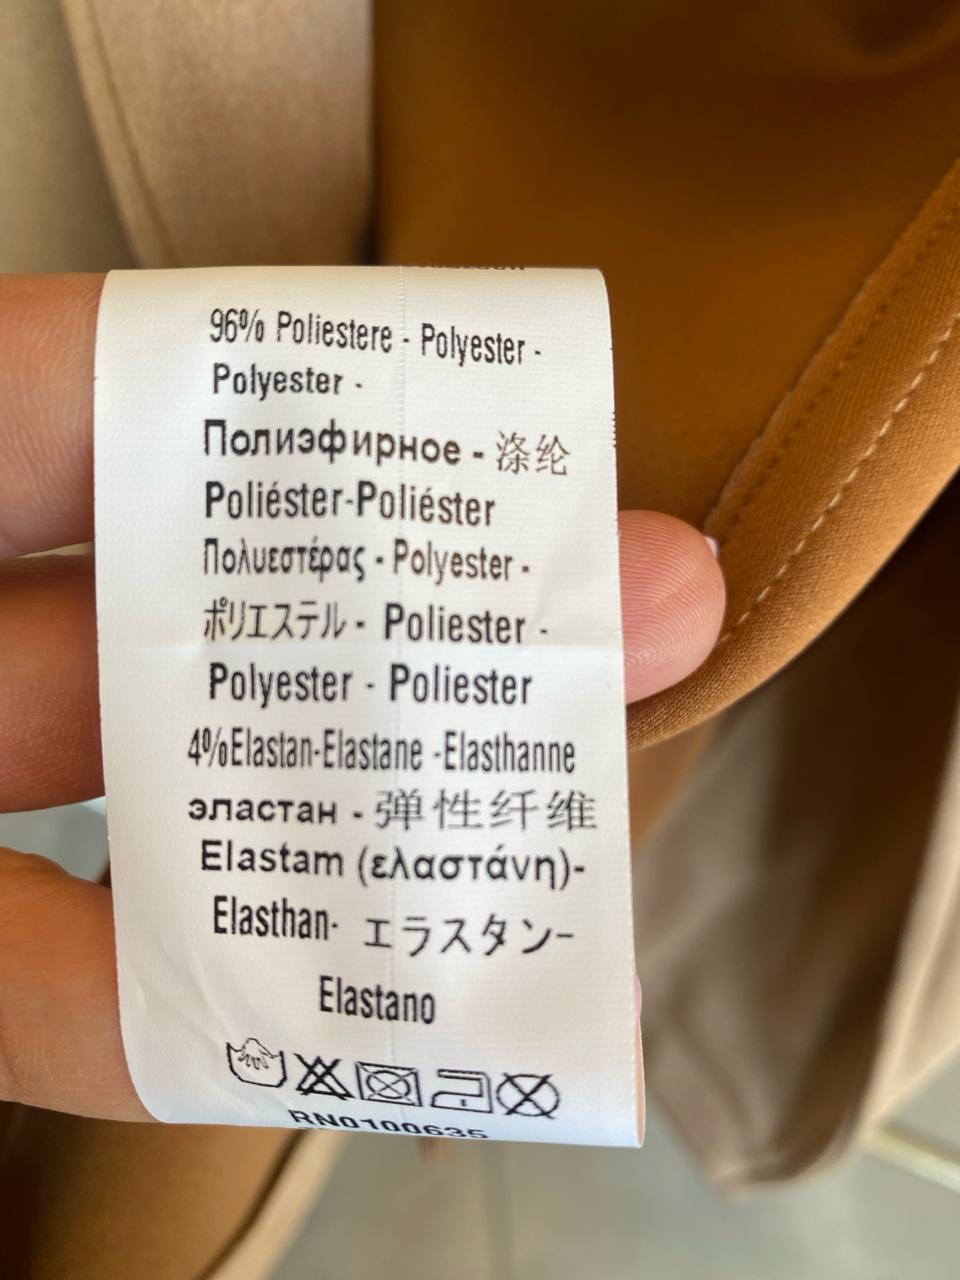 96% Poliestere - Polyester -
Polyester -
Полиэфирное - 涤纶
Poliéster-Poliéster
Πολυεστέρας - Polyester -
ポリエステル - Poliester -
Polyester - Poliester
4%Elastan-Elastane -Elasthanne
эластан - 弹性纤维
Elastam (ελαστάνη)-
Elasthan- エラスタン-
Elastano
RN0100635